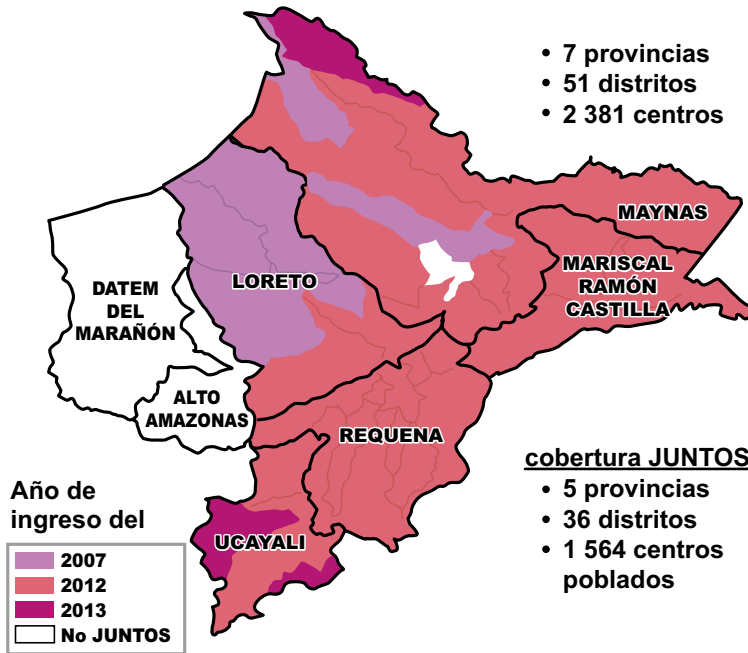 • 7 provincias
• 51 distritos
• 2 381 centros
MAYNAS
MARISCAL
RAMÓN
CASTILLA
LORETO
DATEM
DEL
MARAÑÓN
ALTO
AMAZONAS
REQUENA
UCAYALI
cobertura JUNTOS
• 5 provincias
• 36 distritos
• 1 564 centros
poblados
Año de
ingreso del
2007
2012
2013
No JUNTOS